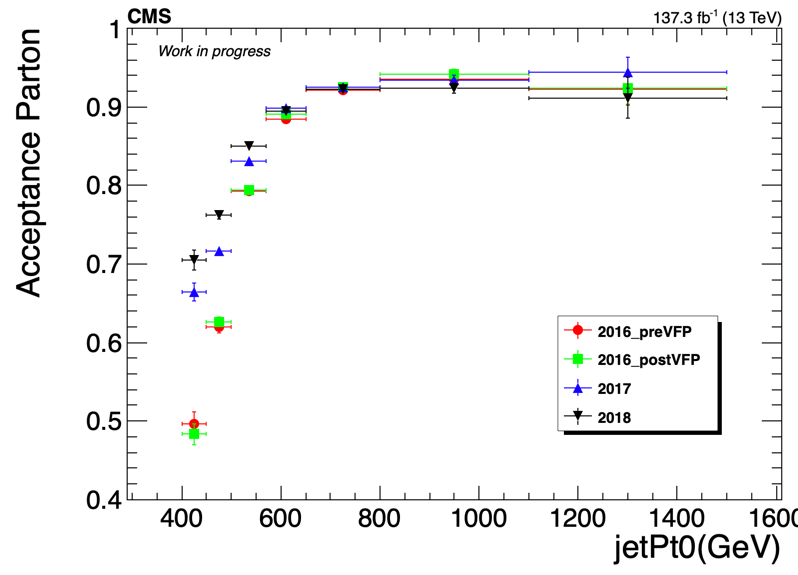 CMS 137.3 fb⁻¹ (13 TeV)
Work in progress
Acceptance Parton
1
0.9
0.8
0.7
0.6
0.5
0.4
2016_preVFP
2016_postVFP
2017
2018
400 600 800 1000 1200 1400 1600
jetPt0(GeV)